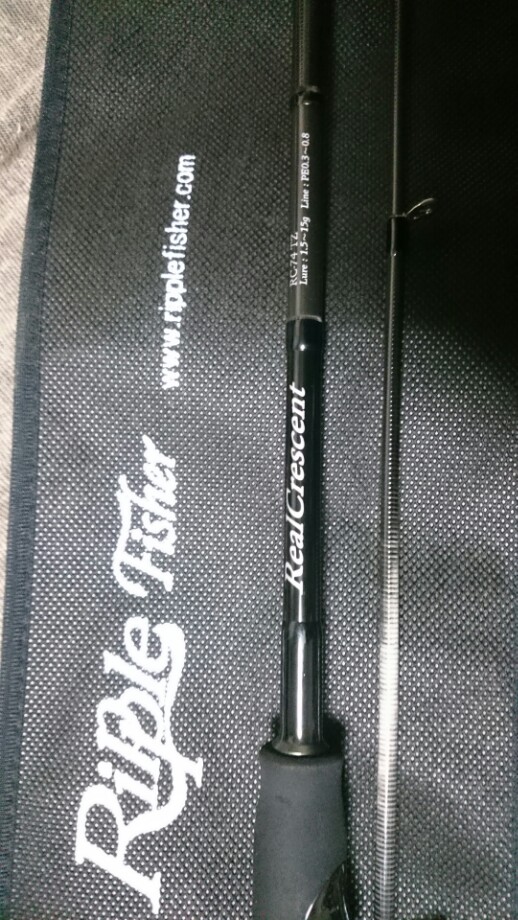 Ripple Fisher
www.ripplefisher.com
RealCrescent
RC-74 TZ
Lure : 1.5~15g Line : PE0.3~0.8